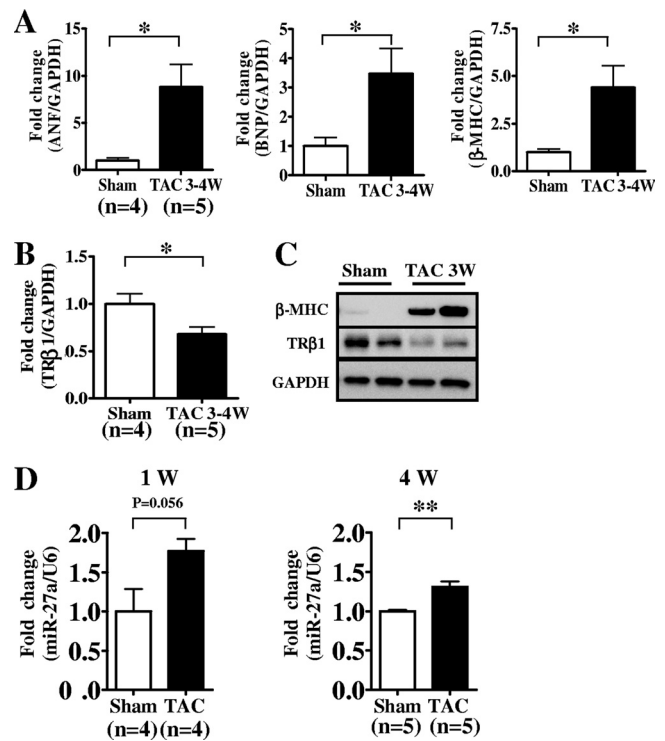 A
Fold change
(ANF/GAPDH)
15
10
5
0
*
Sham
TAC 3-4W
(n=4)
(n=5)
Fold change
(BNP/GAPDH)
5
4
3
2
1
0
*
Sham
TAC 3-4W
Fold change
(β-MHC/GAPDH)
7.5
5.0
2.5
0.0
*
Sham
TAC 3-4W
B
Fold change
(TRβ1/GAPDH)
1.5
1.0
0.5
0.0
*
Sham
TAC 3-4W
(n=4)
(n=5)
C
Sham
TAC 3W
β-MHC
TRβ1
GAPDH
D
1 W
P=0.056
Fold change
(miR-27a/U6)
2.0
1.5
1.0
0.5
0.0
Sham
TAC
(n=4)
(n=4)
4 W
**
Fold change
(miR-27a/U6)
2.0
1.5
1.0
0.5
0.0
Sham
TAC
(n=5)
(n=5)